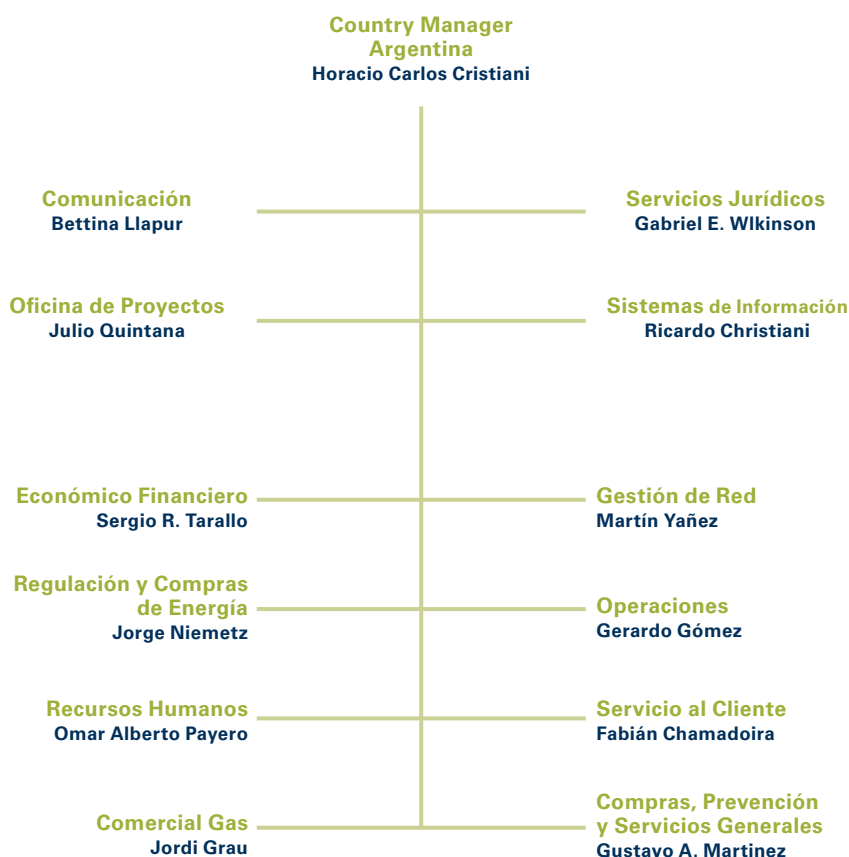 Country Manager
Argentina
Horacio Carlos Cristiani
Comunicación
Bettina Llapur
Servicios Jurídicos
Gabriel E. WIkinson
Oficina de Proyectos
Julio Quintana
Sistemas de Información
Ricardo Christiani
Económico Financiero
Sergio R. Tarallo
Gestión de Red
Martín Yañez
Regulación y Compras
de Energía
Jorge Niemetz
Operaciones
Gerardo Gómez
Recursos Humanos
Omar Alberto Payero
Servicio al Cliente
Fabián Chamadoira
Comercial Gas
Jordi Grau
Compras, Prevención
y Servicios Generales
Gustavo A. Martinez